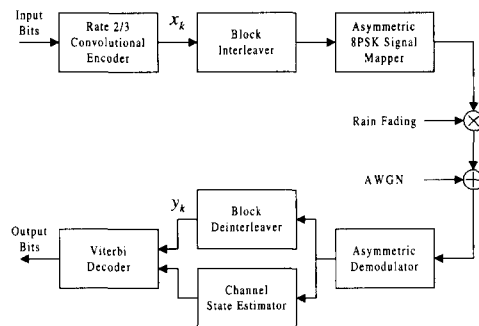 Input
Bits
Rate 2/3
Convolutional
Encoder
x_k
Block
Interleaver
Asymmetric
8PSK Signal
Mapper
Rain Fading
AWGN
Asymmetric
Demodulator
Block
Deinterleaver
Channel
State Estimator
y_k
Viterbi
Decoder
Output
Bits